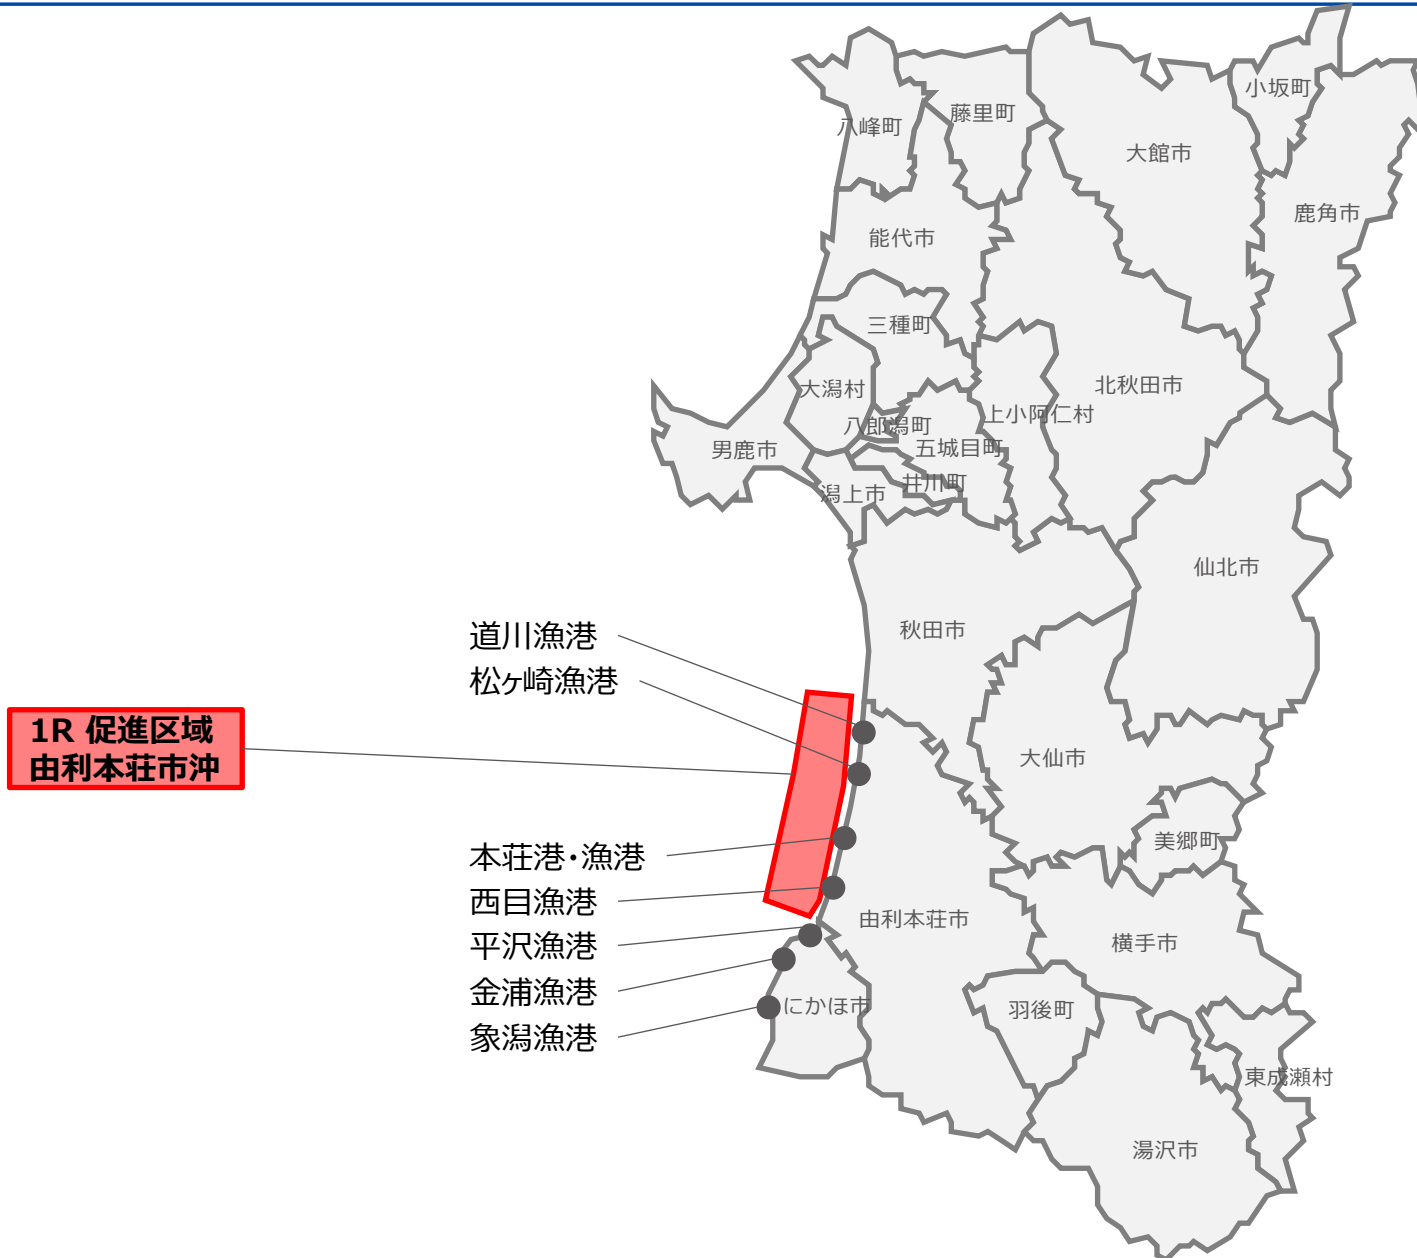 小坂町
藤里町
八峰町
大館市
鹿角市
能代市
三種町
大潟村
北秋田市
上小阿仁村
八郎潟町
五城目町
男鹿市
井川町
潟上市
仙北市
秋田市
道川漁港
松ヶ崎漁港
1R 促進区域
由利本荘市沖
大仙市
美郷町
本荘港・漁港
西目漁港
由利本荘市
平沢漁港
横手市
金浦漁港
にかほ市
羽後町
象潟漁港
東成瀬村
湯沢市